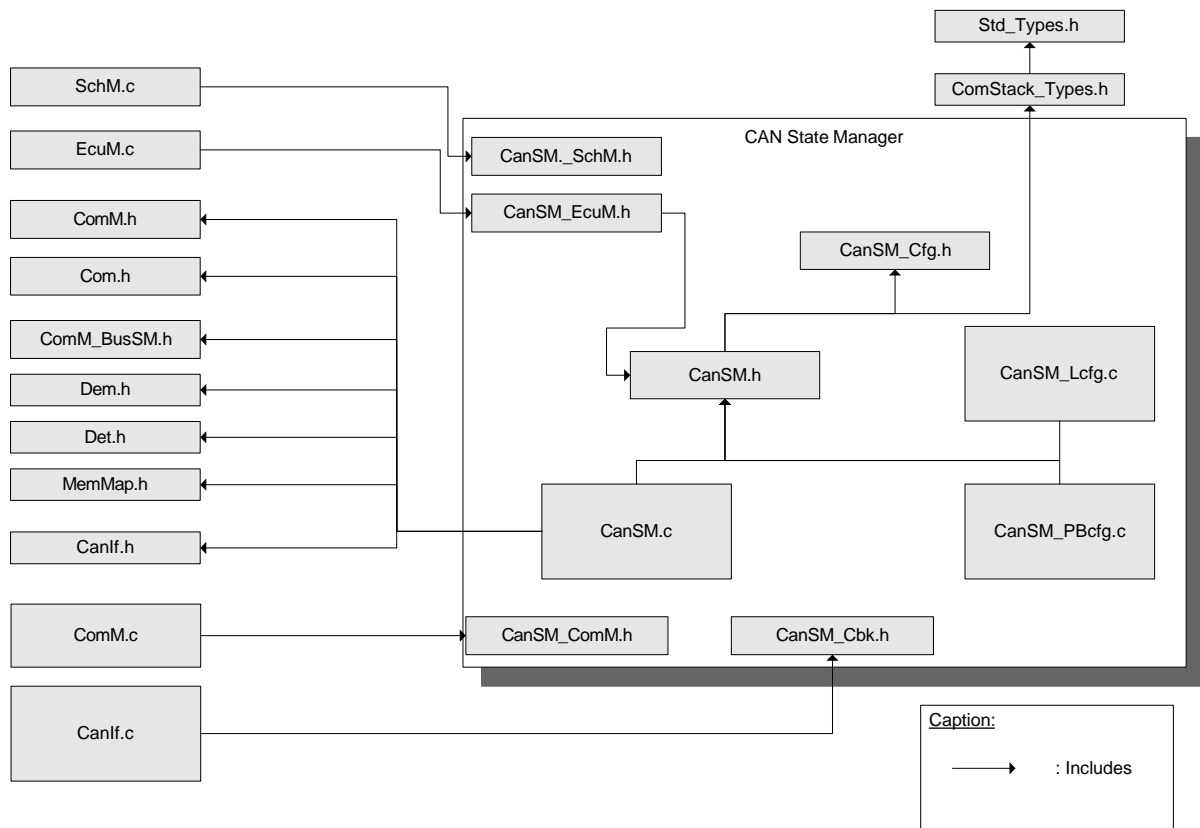 Std_Types.h
SchM.c
ComStack_Types.h
CAN State Manager
EcuM.c
CanSM._SchM.h
ComM.h
CanSM_EcuM.h
CanSM_Cfg.h
Com.h
ComM_BusSM.h
CanSM.h
CanSM_Lcfg.c
Dem.h
Det.h
MemMap.h
CanSM.c
CanSM_PBcfg.c
CanIf.h
ComM.c
CanSM_ComM.h
CanSM_Cbk.h
CanIf.c
Caption:
: Includes